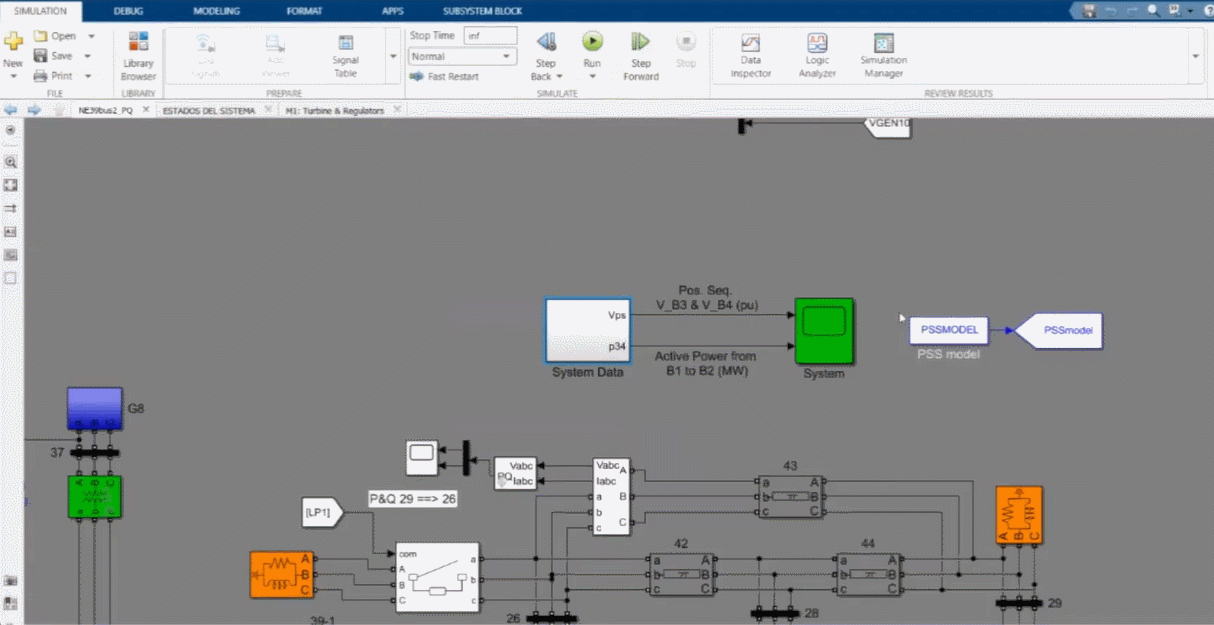 SIMULATION DEBUG MODELING FORMAT APPS SUBSYSTEM BLOCK
New
Open
Save
Print
FILE
Library
Browser
LIBRARY
Signal
Table
PREPARE
Stop Time inf
Normal
Fast Restart
Step
Back
Run
Step
Forward
Stop
SIMULATE
Data
Inspector
Logic
Analyzer
Simulation
Manager
REVIEW RESULTS
NE39bus2_PQ ESTADOS DEL SISTEMA M1: Turbine & Regulators
VGEN10
Pos. Seq.
V_B3 & V_B4 (pu)
Vps
p34
System Data
Active Power from
B1 to B2 (MW)
System
PSSMODEL
PSS model
PSSmodel
G8
37
A B C
P&Q 29 ==> 26
Vabc
PQ
Iabc
Vabc
Iabc
a
b
c
A
B
C
43
a A
b B
c C
[LP1]
com
A
B
C
a
b
c
A
B
C
39-1
26
42
a A
b B
c C
44
a A
b B
c C
28
A B C
29